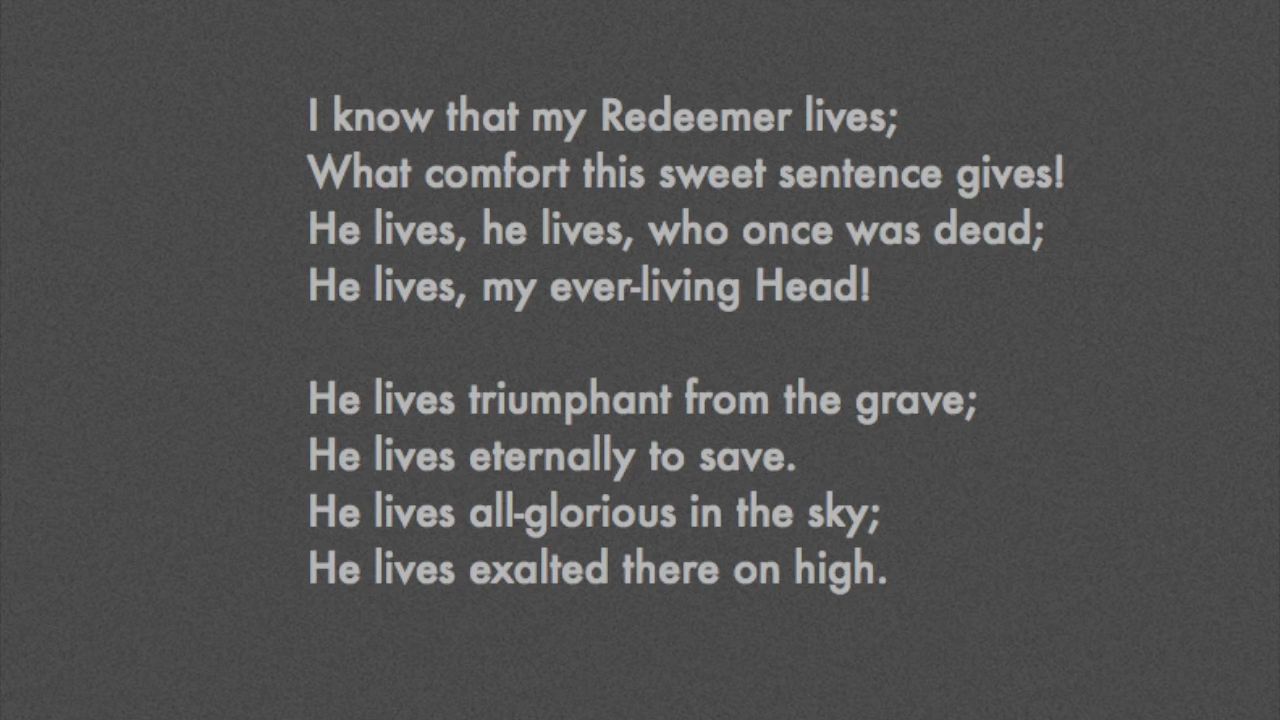 I know that my Redeemer lives;
What comfort this sweet sentence gives!
He lives, he lives, who once was dead;
He lives, my ever-living Head!
He lives triumphant from the grave;
He lives eternally to save.
He lives all-glorious in the sky;
He lives exalted there on high.